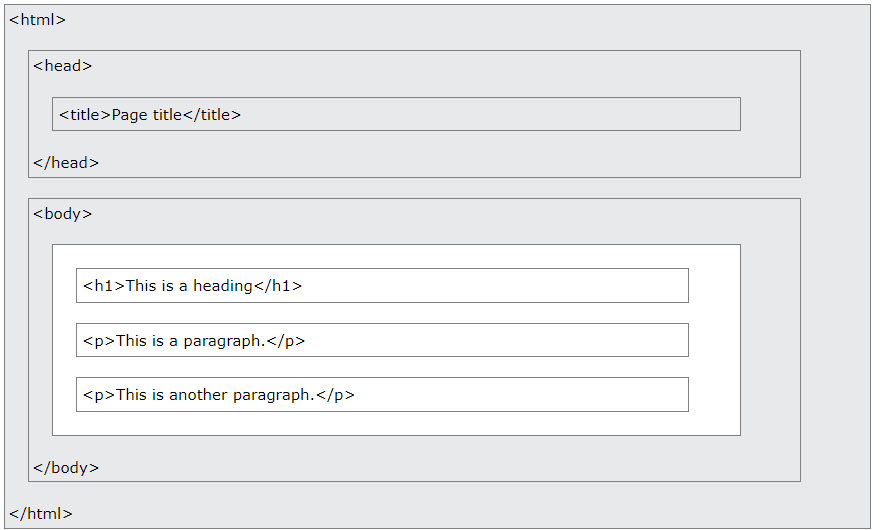 <html>
<head>
<title>Page title</title>
</head>
<body>
<h1>This is a heading</h1>
<p>This is a paragraph.</p>
<p>This is another paragraph.</p>
</body>
</html>